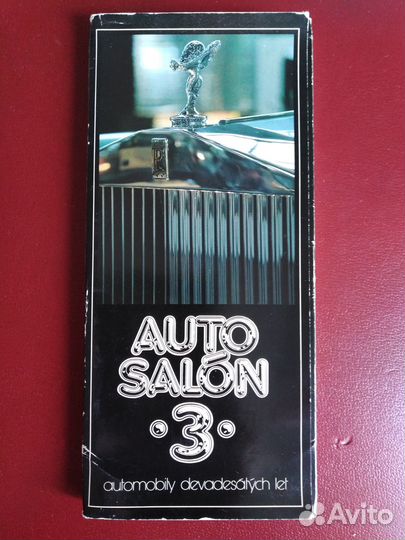 AUTO
SALÓN
·3·
automobily devadesátých let
Avito